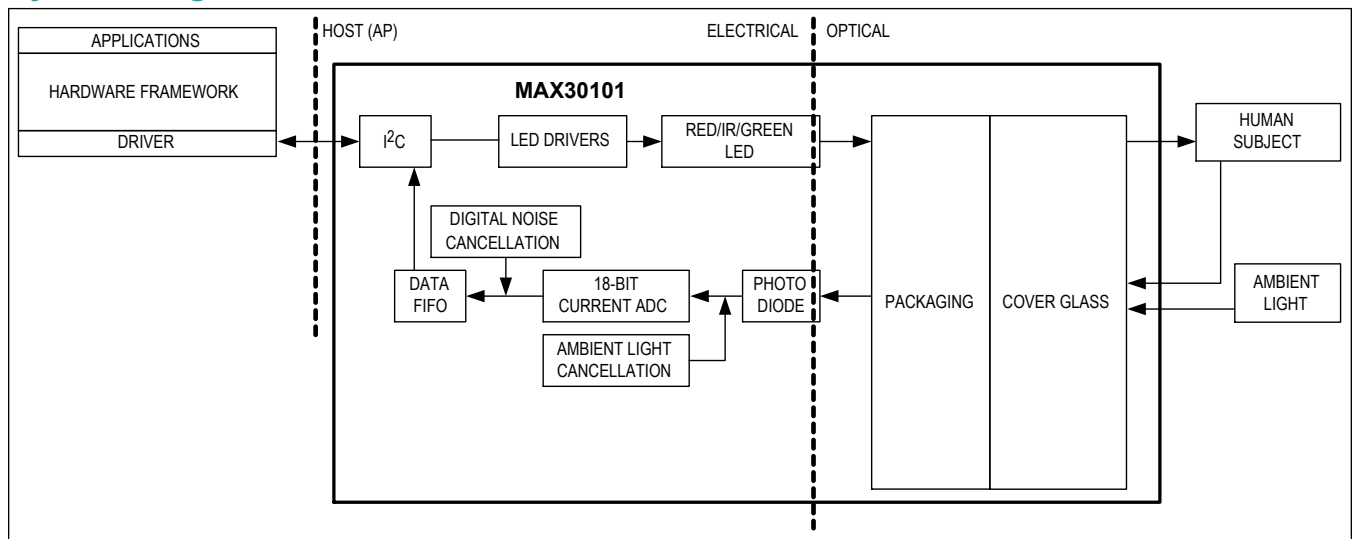 APPLICATIONS
HARDWARE FRAMEWORK
DRIVER
HOST (AP)
ELECTRICAL
OPTICAL
MAX30101
I²C
LED DRIVERS
RED/IR/GREEN
LED
HUMAN
SUBJECT
DIGITAL NOISE
CANCELLATION
DATA
FIFO
18-BIT
CURRENT ADC
PHOTO
DIODE
AMBIENT LIGHT
CANCELLATION
PACKAGING
COVER GLASS
AMBIENT
LIGHT